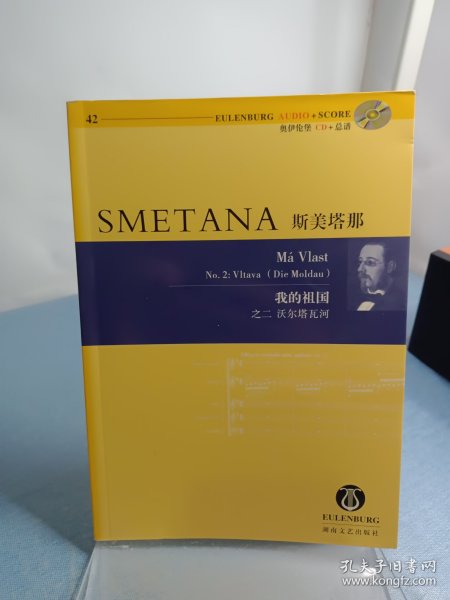 42
EULENBURG AUDIO+SCORE
奥伊伦堡 CD+总谱
SMETANA 斯美塔那
Má Vlast
No. 2: Vltava (Die Moldau)
我的祖国
之二 沃尔塔瓦河
EULENBURG
湖南文艺出版社
孔夫子旧书网
www.kongfz.com